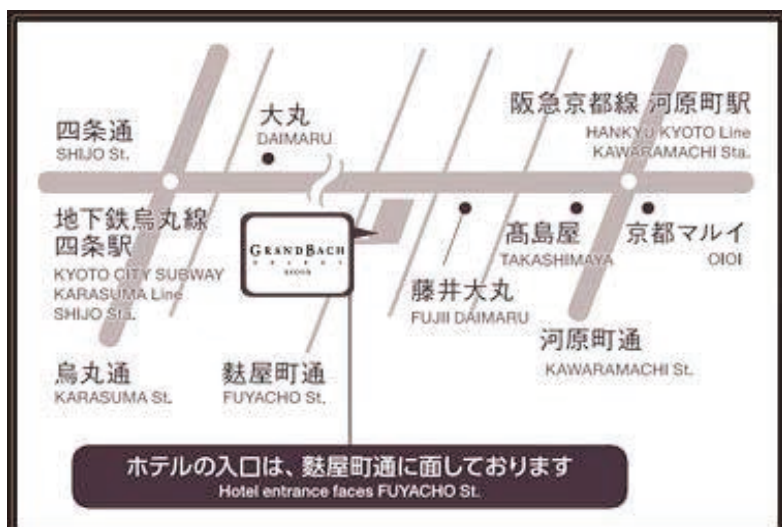 四条通
SHIJO St.
大丸
DAIMARU
阪急京都線 河原町駅
HANKYU KYOTO Line
KAWARAMACHI Sta.
地下鉄烏丸線
四条駅
KYOTO CITY SUBWAY
KARASUMA Line
SHIJO Sta.
GRANDBACH
髙島屋
TAKASHIMAYA
京都マルイ
OIOI
藤井大丸
FUJII DAIMARU
烏丸通
KARASUMA St.
麩屋町通
FUYACHO St.
河原町通
KAWARAMACHI St.
ホテルの入口は、麩屋町通に面しております
Hotel entrance faces FUYACHO St.